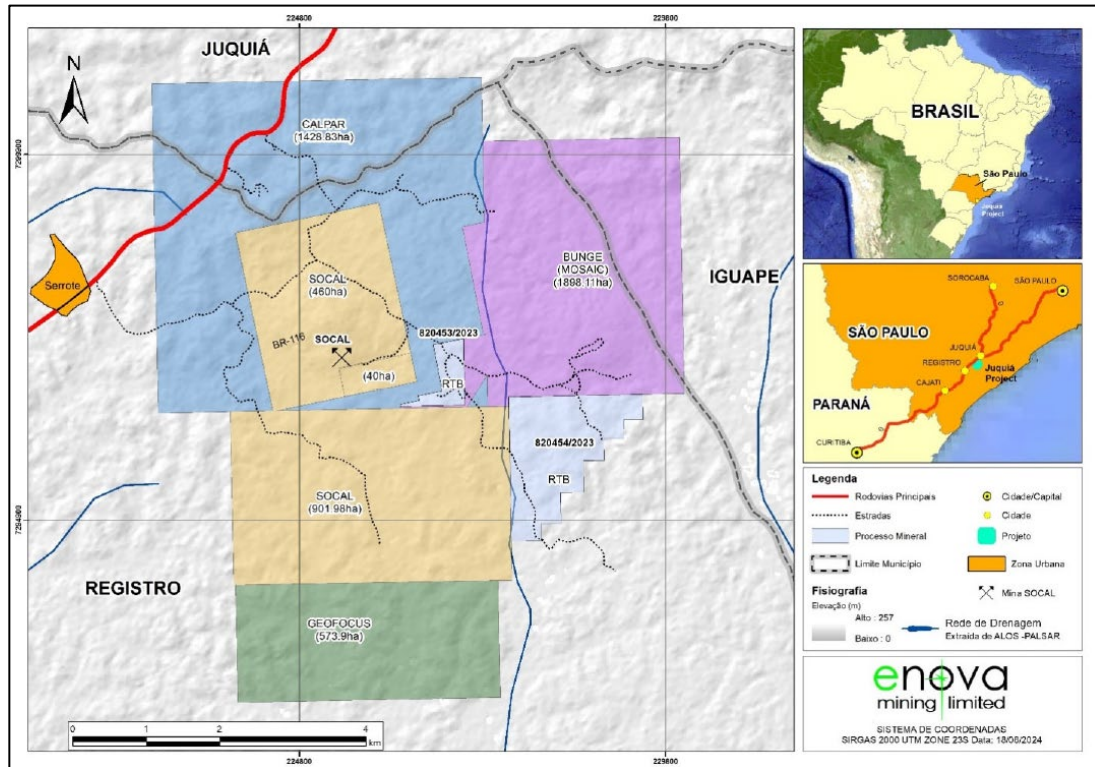 224800
229800
JUQUIÁ
N
CALPAR
(1428.83ha)
7299800
BUNGE
(MOSAIC)
(1898.11ha)
IGUAPE
SOCAL
(460ha)
Serrote
820453/2023
BR-116
SOCAL
(40ha)
RTB
820454/2023
RTB
SOCAL
(901.98ha)
7294800
REGISTRO
GEOFOCUS
(573.9ha)
0 1 2 4
km
224800
229800
BRASIL
São Paulo
Juquiá
Project
SOROCABA
SÃO PAULO
SÃO PAULO
JUQUIÁ
REGISTRO
Juquiá
Project
CAJATI
PARANÁ
CURITIBA
Legenda
Rodovias Principais
Cidade/Capital
Estradas
Cidade
Processo Mineral
Projeto
Limite Município
Zona Urbana
Fisiografia
Mina SOCAL
Elevação (m)
Alto : 257
Baixo : 0
Rede de Drenagem
Extraída de ALOS -PALSAR
enova
mining limited
SISTEMA DE COORDENADAS
SIRGAS 2000 UTM ZONE 23S Data: 18/06/2024